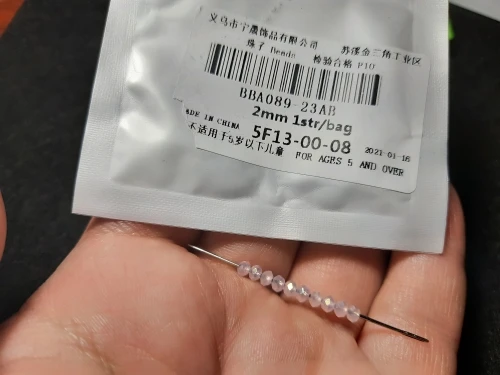 义乌市宁晟饰品有限公司 苏溪金三角工业区
珠子 Beads 检验合格 P10
BBA089-23AB
2mm 1str/bag
MADE IN CHINA 5F13-00-08 2021-01-16
不适用于5岁以下儿童 FOR AGES 5 AND OVER